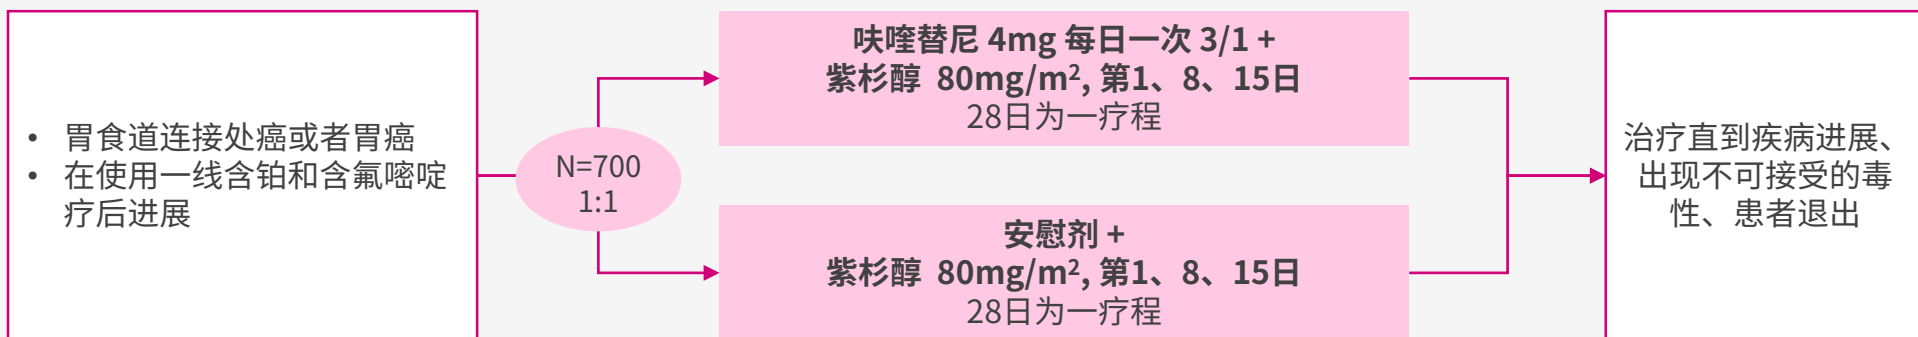 • 胃食道连接处癌或者胃癌
• 在使用一线含铂和含氟嘧啶
疗后进展
N=700
1:1
呋喹替尼 4mg 每日一次 3/1 +
紫杉醇 80mg/m², 第1、8、15日
28日为一疗程
安慰剂 +
紫杉醇 80mg/m², 第1、8、15日
28日为一疗程
治疗直到疾病进展、
出现不可接受的毒
性、患者退出